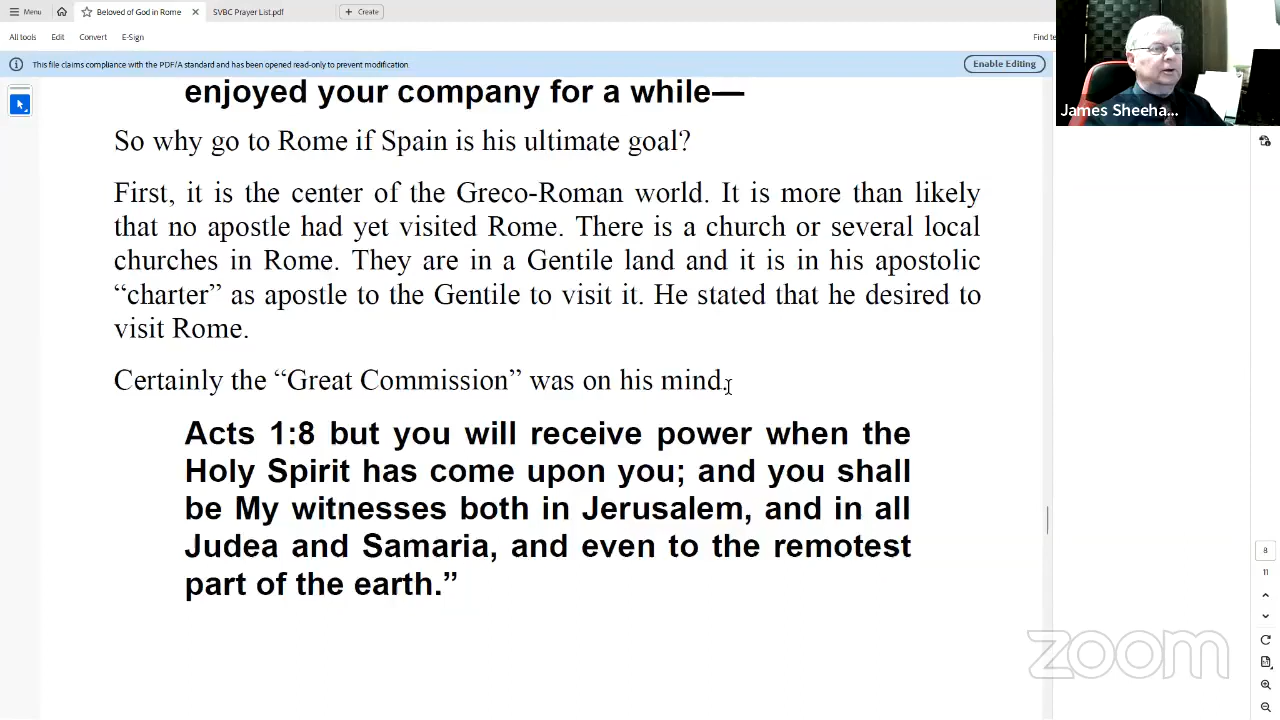 Menu
Beloved of God in Rome
SVBC Prayer List.pdf
Create
All tools Edit Convert E-Sign
Find te
This file claims compliance with the PDF/A standard and has been opened read-only to prevent modification.
Enable Editing
James Sheeha...
enjoyed your company for a while—
So why go to Rome if Spain is his ultimate goal?
First, it is the center of the Greco-Roman world. It is more than likely
that no apostle had yet visited Rome. There is a church or several local
churches in Rome. They are in a Gentile land and it is in his apostolic
“charter” as apostle to the Gentile to visit it. He stated that he desired to
visit Rome.
Certainly the “Great Commission” was on his mind.
Acts 1:8 but you will receive power when the
Holy Spirit has come upon you; and you shall
be My witnesses both in Jerusalem, and in all
Judea and Samaria, and even to the remotest
part of the earth.”
8
11
zoom